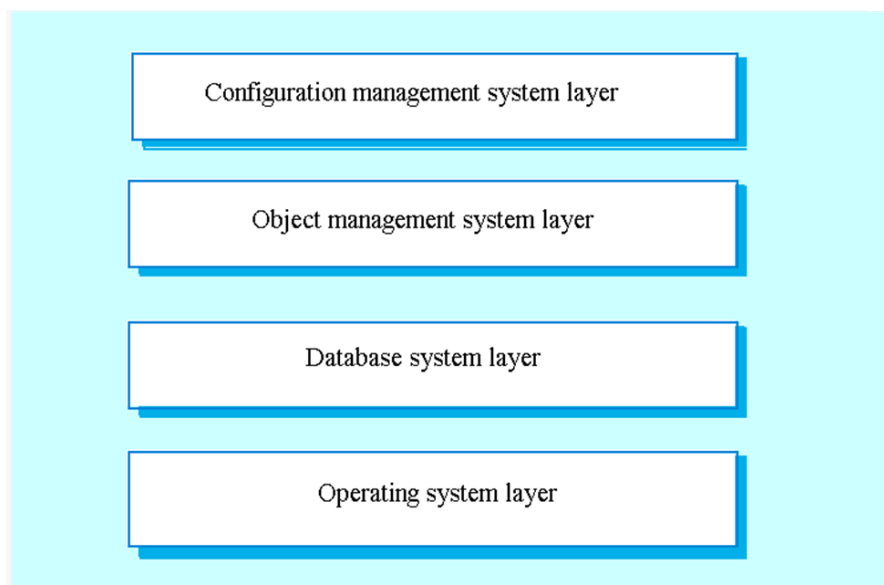 Configuration management system layer
Object management system layer
Database system layer
Operating system layer